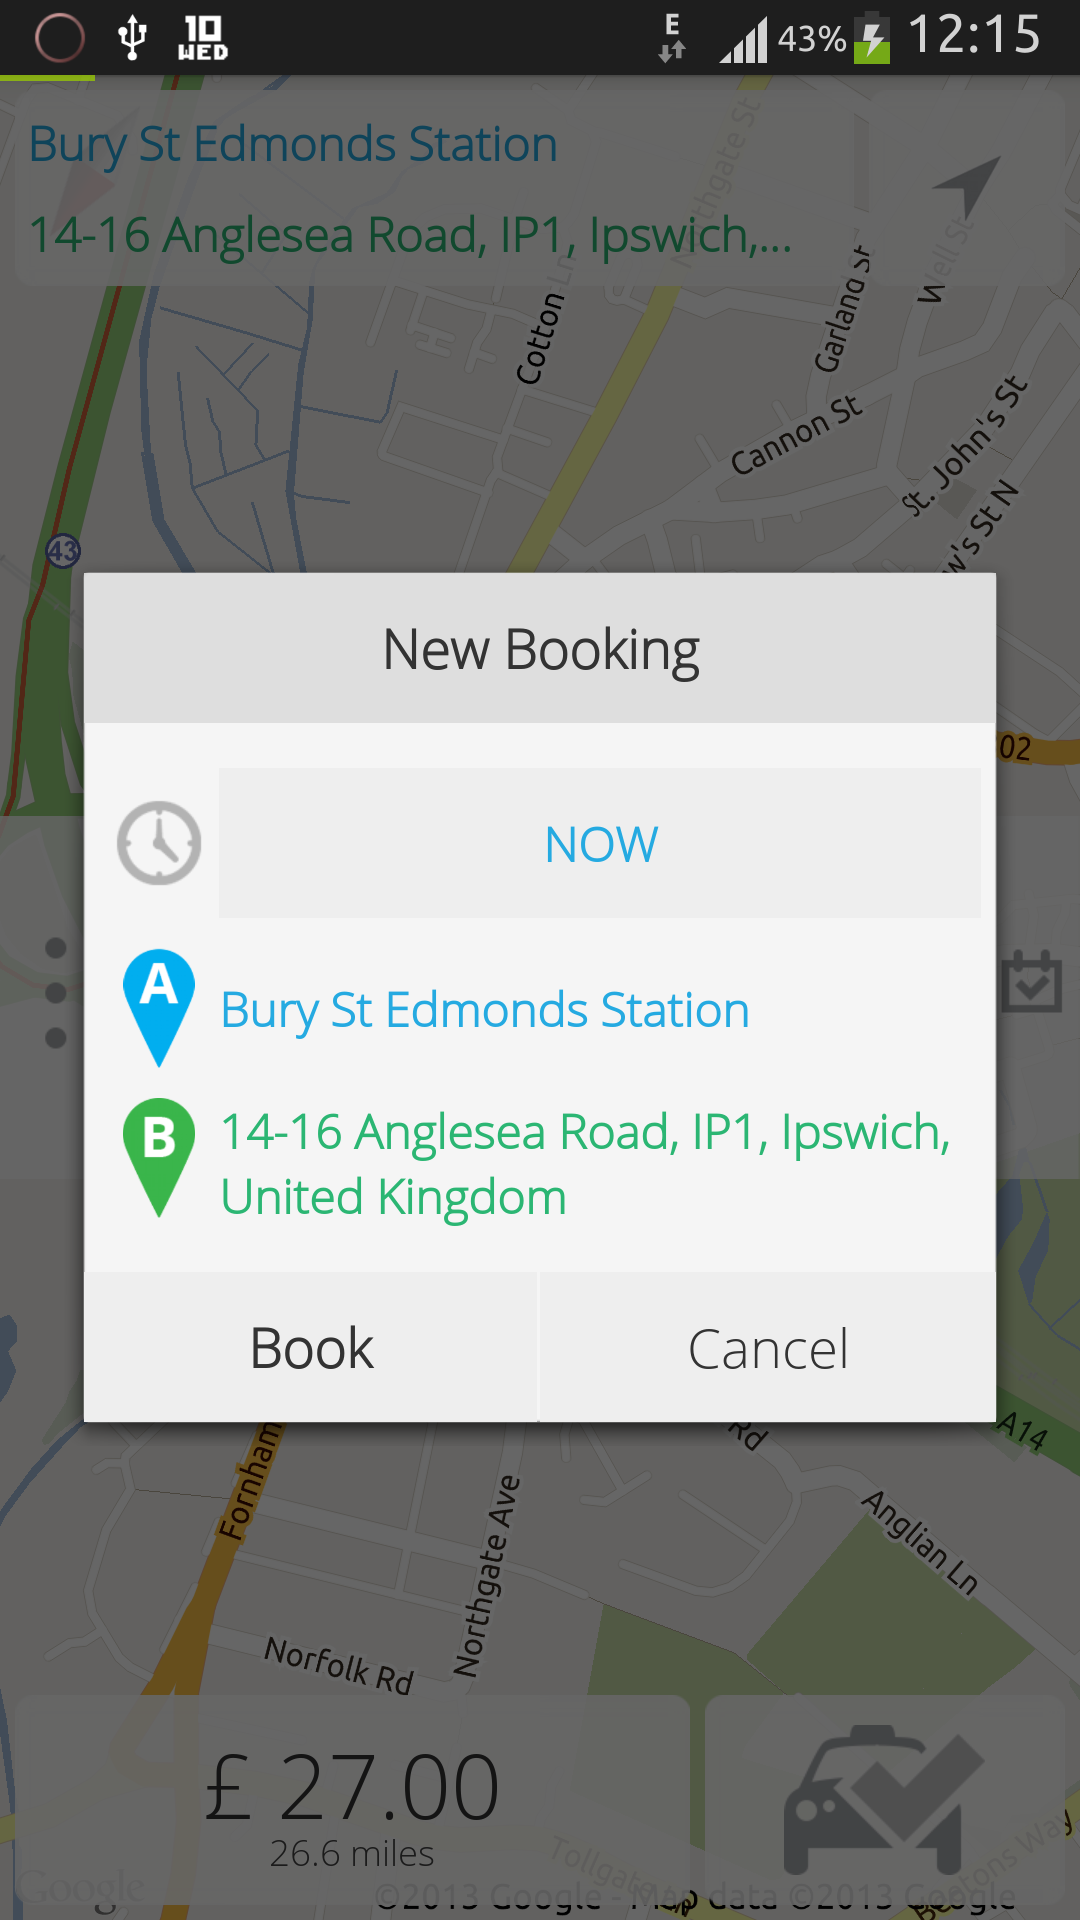 10
WED
E
43%
12:15
Bury St Edmonds Station
14-16 Anglesea Road, IP1, Ipswich,...
Northgate St
Cotton Ln
Garland St
Well St
Cannon St
St. John's St
w's St N
43
New Booking
02
NOW
A
Bury St Edmonds Station
B
14-16 Anglesea Road, IP1, Ipswich,
United Kingdom
Book
Cancel
Fornham
Rd
A14
Northgate Ave
Anglian Ln
Norfolk Rd
£ 27.00
26.6 miles
Tollgate Ln
Beetons Way
Google
©2013 Google - Map data ©2013 Google